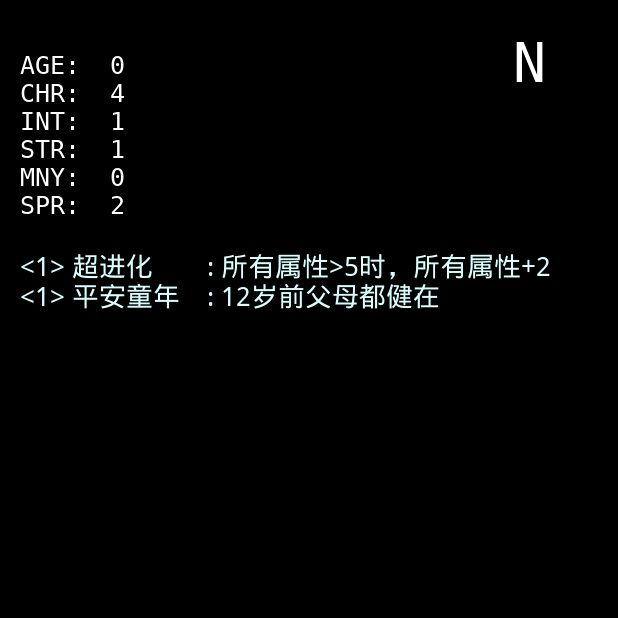 N
AGE: 0
CHR: 4
INT: 1
STR: 1
MNY: 0
SPR: 2
<1> 超进化 : 所有属性>5时，所有属性+2
<1> 平安童年 : 12岁前父母都健在